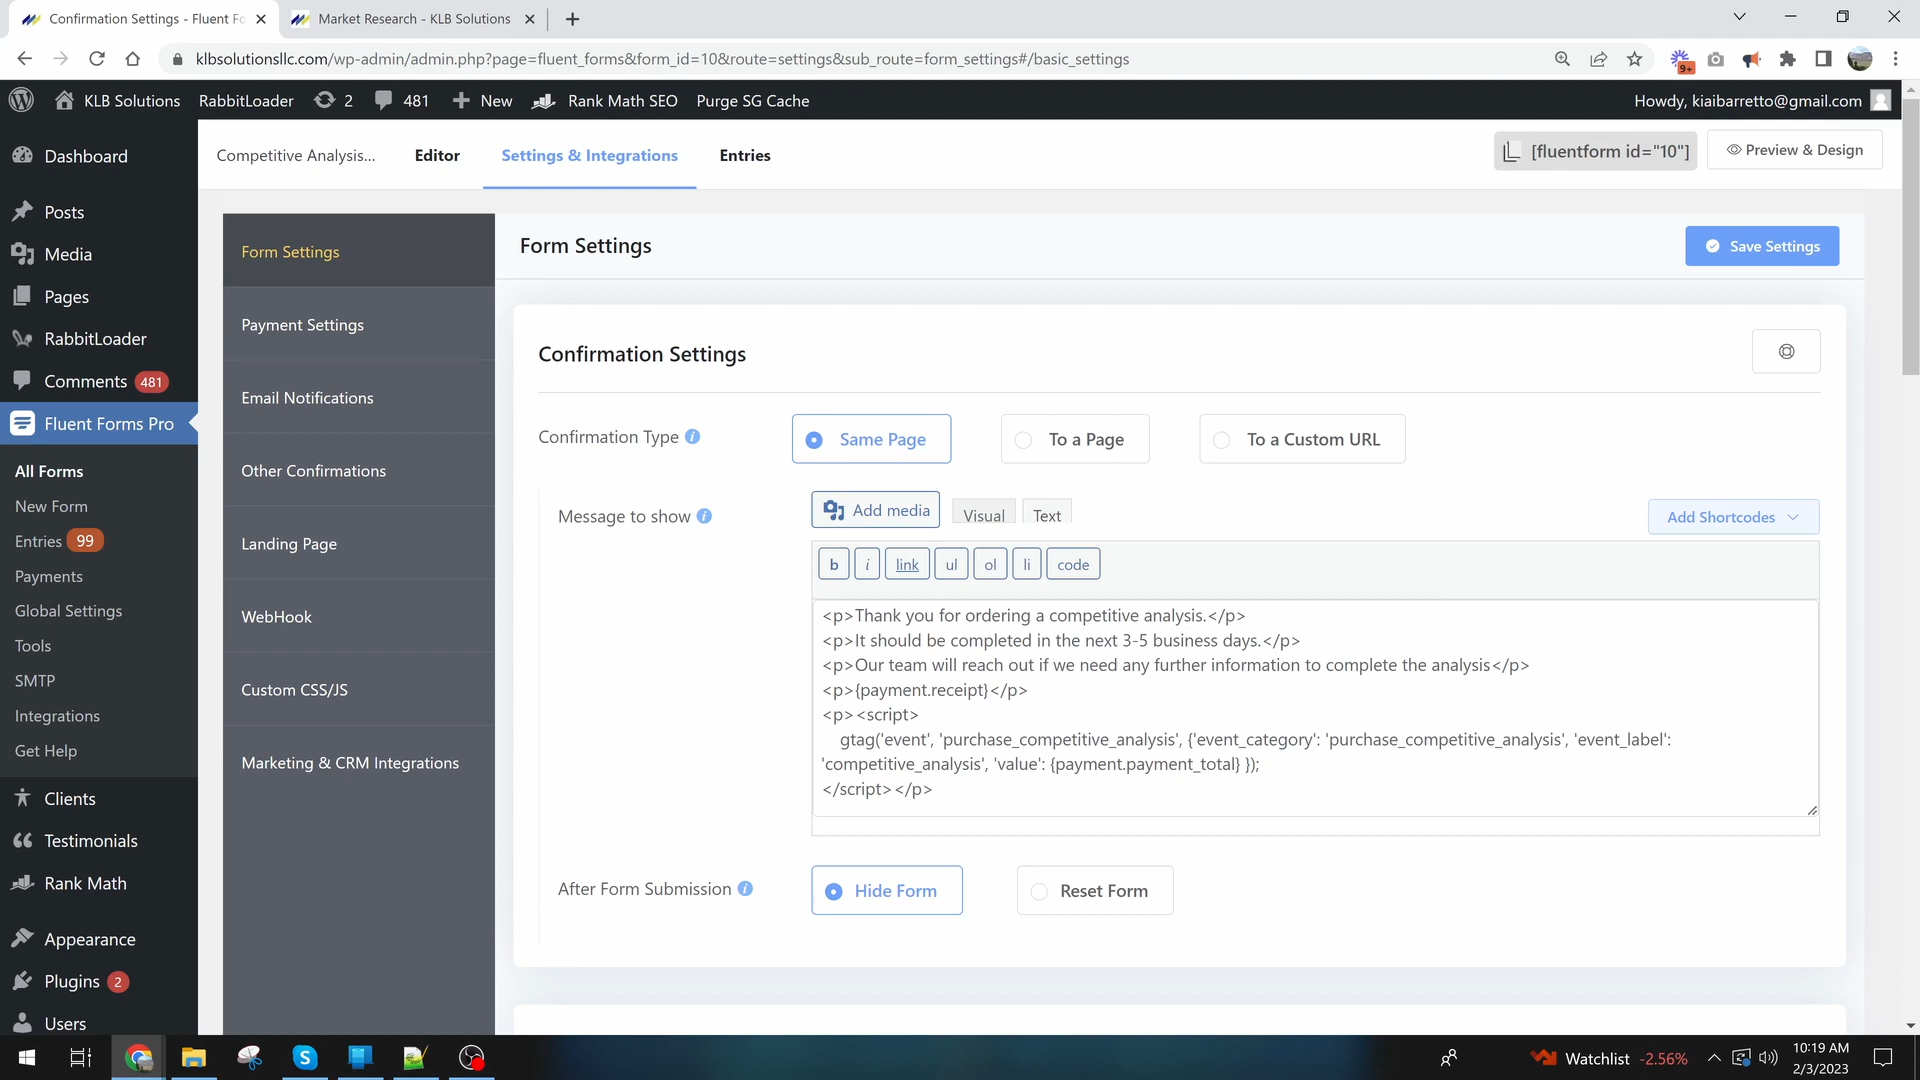 Confirmation Settings - Fluent Fo
Market Research - KLB Solutions
klbsolutionsllc.com/wp-admin/admin.php?page=fluent_forms&form_id=10&route=settings&sub_route=form_settings#/basic_settings
9+
KLB Solutions
RabbitLoader
2
481
New
Rank Math SEO
Purge SG Cache
Howdy, kiaibarretto@gmail.com
Dashboard
Posts
Media
Pages
RabbitLoader
Comments 481
Fluent Forms Pro
All Forms
New Form
Entries 99
Payments
Global Settings
Tools
SMTP
Integrations
Get Help
Clients
Testimonials
Rank Math
Appearance
Plugins 2
Users
Competitive Analysis...
Editor
Settings & Integrations
Entries
[fluentform id="10"]
Preview & Design
Form Settings
Payment Settings
Email Notifications
Other Confirmations
Landing Page
WebHook
Custom CSS/JS
Marketing & CRM Integrations
Form Settings
Save Settings
Confirmation Settings
Confirmation Type
Same Page
To a Page
To a Custom URL
Message to show
Add media
Visual
Text
Add Shortcodes
b
i
link
ul
ol
li
code
<p>Thank you for ordering a competitive analysis.</p>
<p>It should be completed in the next 3-5 business days.</p>
<p>Our team will reach out if we need any further information to complete the analysis</p>
<p>{payment.receipt}</p>
<p><script>
gtag('event', 'purchase_competitive_analysis', {'event_category': 'purchase_competitive_analysis', 'event_label':
'competitive_analysis', 'value': {payment.payment_total} });
</script></p>
After Form Submission
Hide Form
Reset Form
Watchlist -2.56%
10:19 AM
2/3/2023